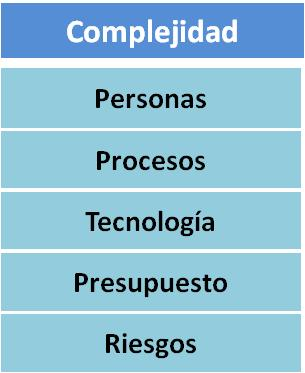 Complejidad
Personas
Procesos
Tecnología
Presupuesto
Riesgos